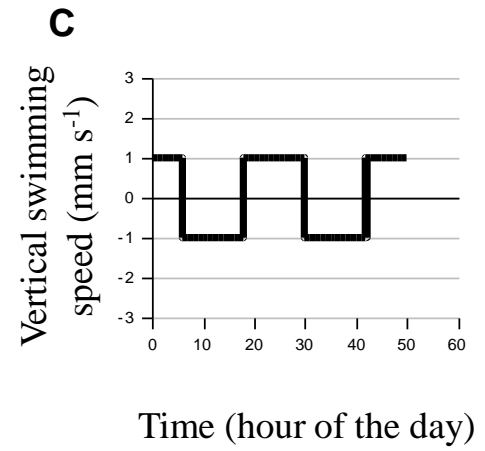 C
Vertical swimming
speed (mm s-1)
3
2
1
0
-1
-2
-3
0 10 20 30 40 50 60
Time (hour of the day)